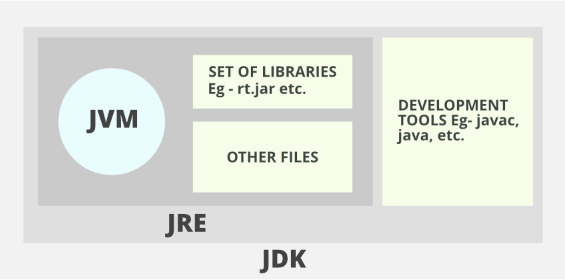 JVM
SET OF LIBRARIES
Eg - rt.jar etc.
OTHER FILES
DEVELOPMENT
TOOLS Eg- javac,
java, etc.
JRE
JDK